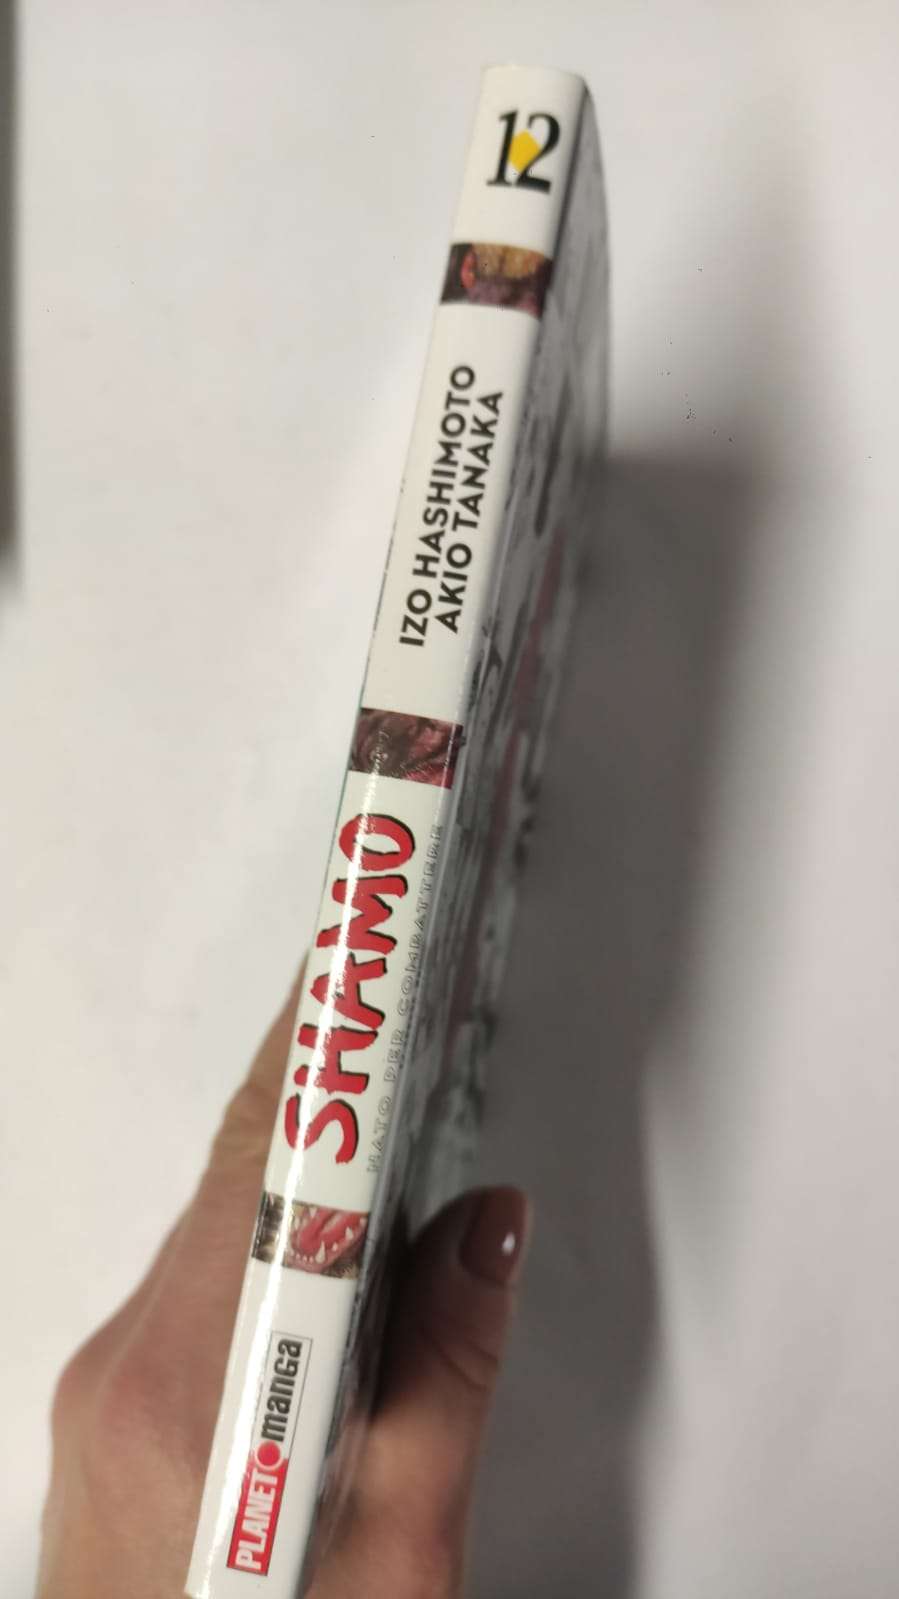 12
IZO HASHIMOTO
AKIO TANAKA
SHAMO
NATO PER COMBATTERE
PLANET manga